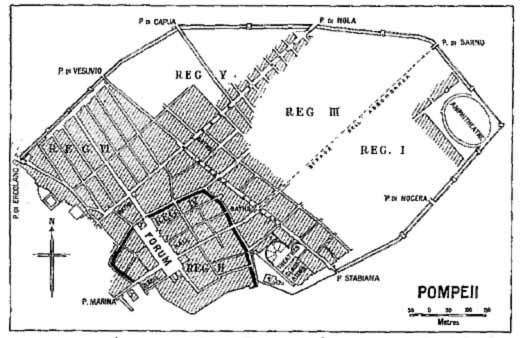 P. DI CAPUA
P. DI NOLA
P. DI SARNO
P. DI VESUVIO
REG V
REG III
AMPHITHEATRE
REG. I
REG VI
P. DI ERCOLANO
N
P. DI NOCERA
REG IV
BATHS
FORUM
REG II
P. STABIANA
P. MARINA
POMPEII
Metres